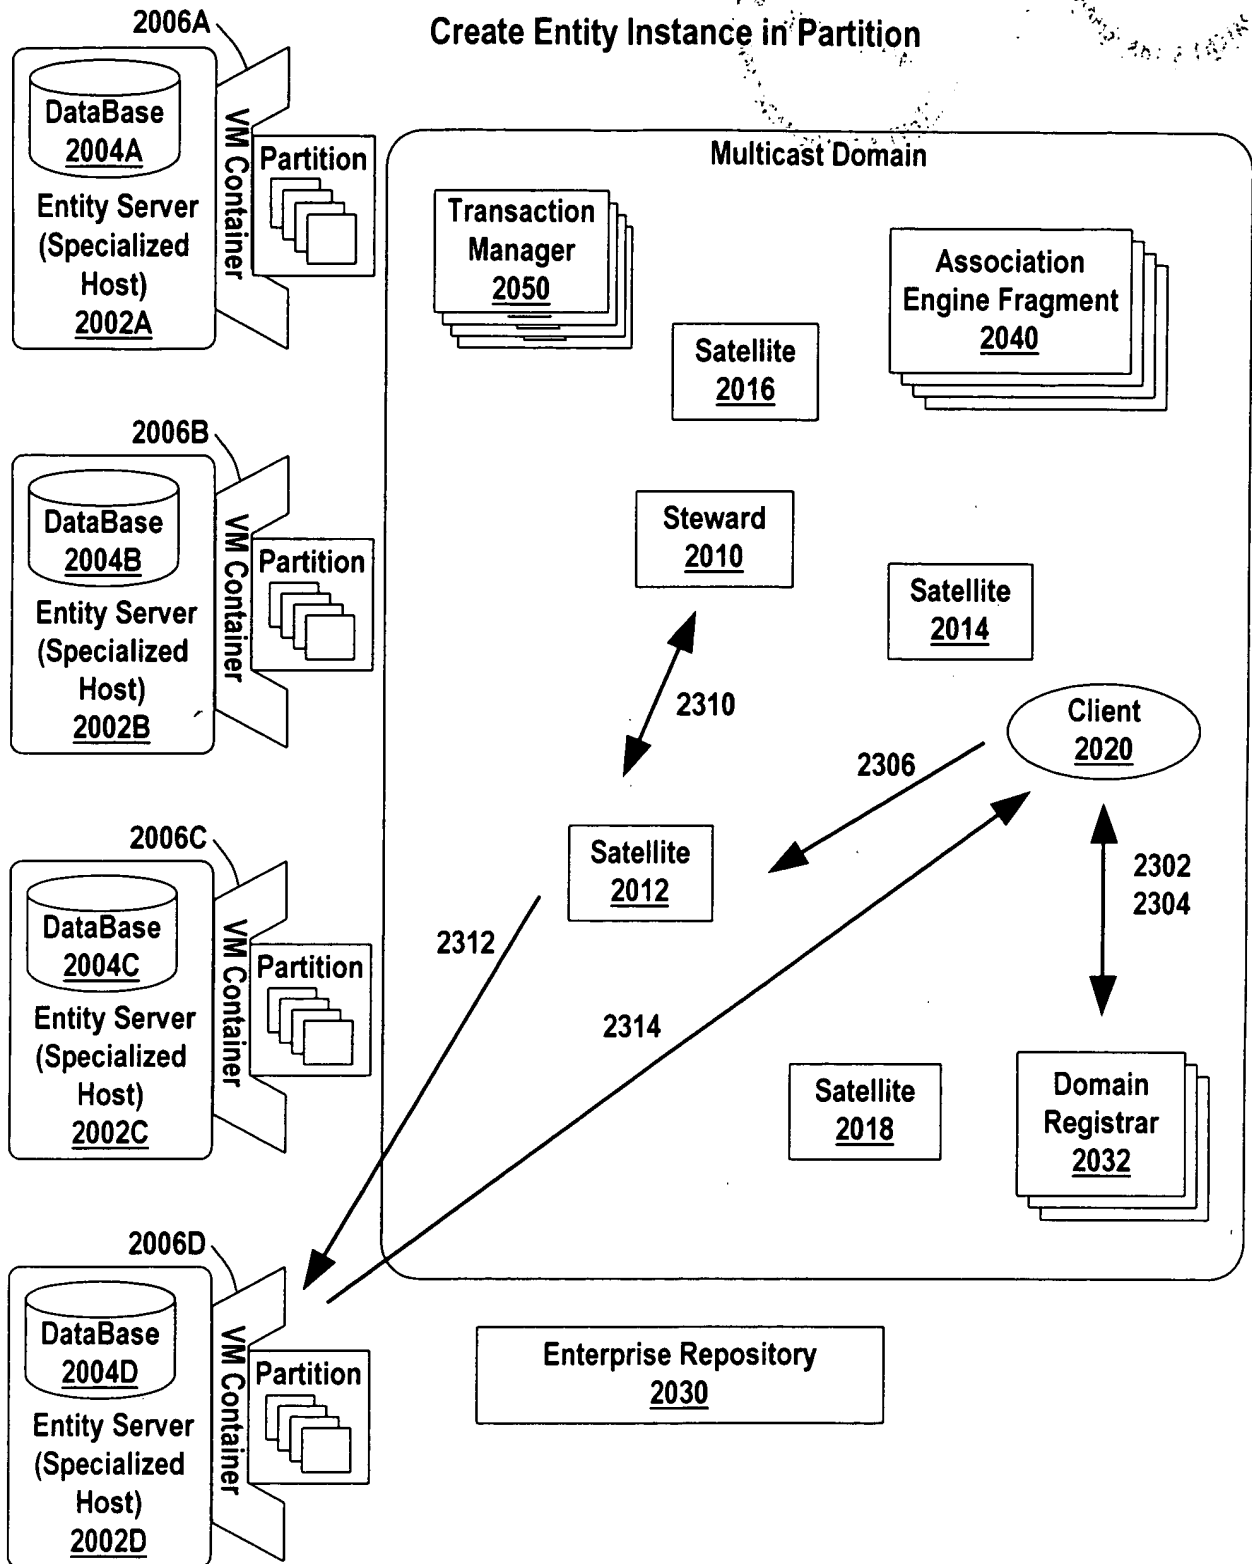 Create Entity Instance in Partition
2006A
DataBase
2004A
Entity Server
(Specialized
Host)
2002A
VM Container
Partition
2006B
DataBase
2004B
Entity Server
(Specialized
Host)
2002B
VM Container
Partition
2006C
DataBase
2004C
Entity Server
(Specialized
Host)
2002C
VM Container
Partition
2006D
DataBase
2004D
Entity Server
(Specialized
Host)
2002D
VM Container
Partition
Multicast Domain
Transaction
Manager
2050
Association
Engine Fragment
2040
Satellite
2016
Steward
2010
Satellite
2014
2310
Client
2020
2306
Satellite
2012
2302
2304
2312
2314
Satellite
2018
Domain
Registrar
2032
Enterprise Repository
2030